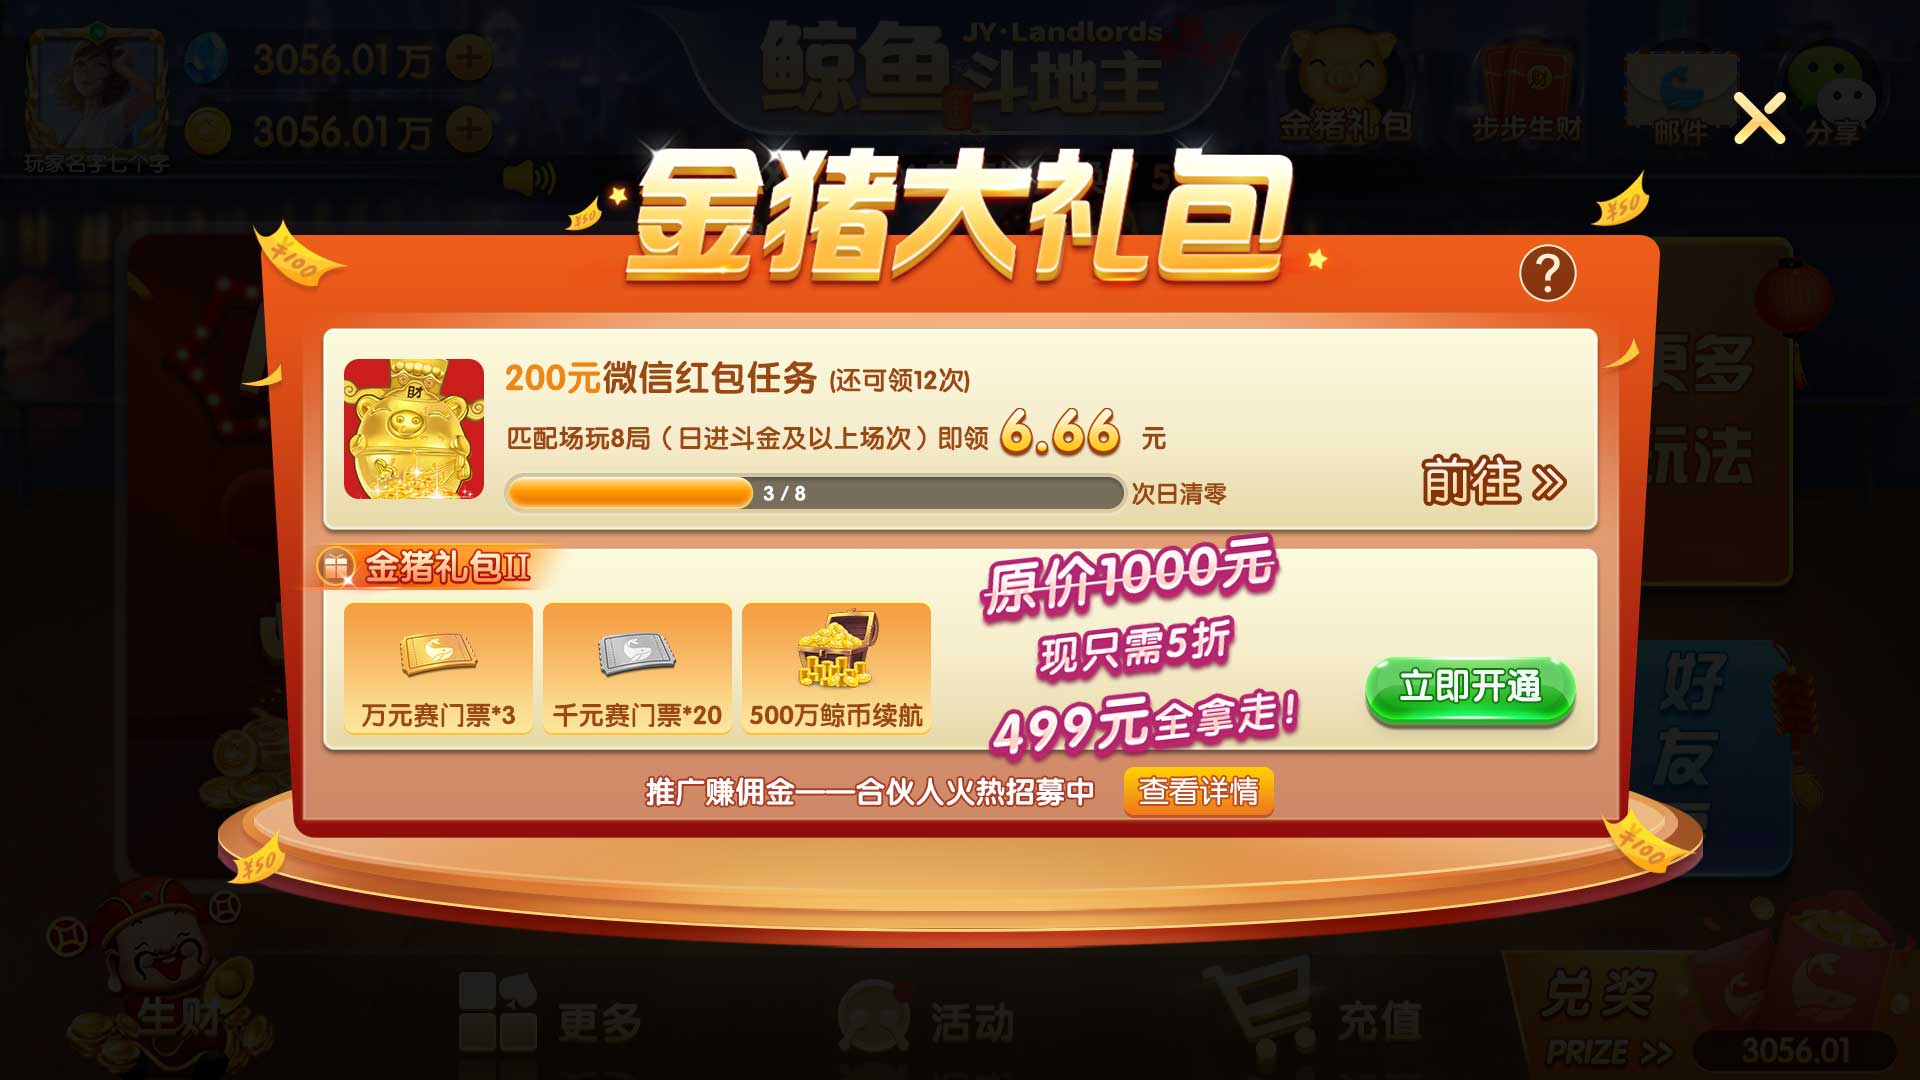 JY·Landlords
鲸鱼斗地主
3056.01万
3056.01万
玩家名字七个字
金猪礼包
步步生财
邮件
分享
金猪大礼包
¥50
¥100
¥50
?
200元微信红包任务 (还可领12次)
匹配场玩8局（日进斗金及以上场次）即领 6.66 元
3 / 8
次日清零
前往
金猪礼包II
万元赛门票*3
千元赛门票*20
500万鲸币续航
原价1000元
现只需5折
499元全拿走!
立即开通
推广赚佣金——合伙人火热招募中
查看详情
¥50
¥100
更多
玩法
好友
生财
更多
活动
充值
兑奖
PRIZE >>
3056.01
财
财